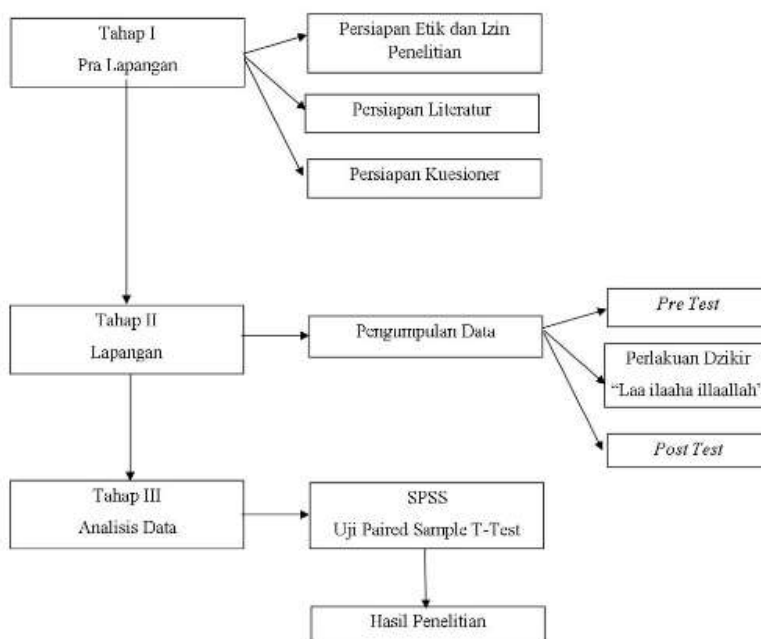 Tahap I
Pra Lapangan
Persiapan Etik dan Izin
Penelitian
Persiapan Literatur
Persiapan Kuesioner
Tahap II
Lapangan
Pengumpulan Data
Pre Test
Perlakuan Dzikir
“Laa ilaaha illaallah”
Post Test
Tahap III
Analisis Data
SPSS
Uji Paired Sample T-Test
Hasil Penelitian